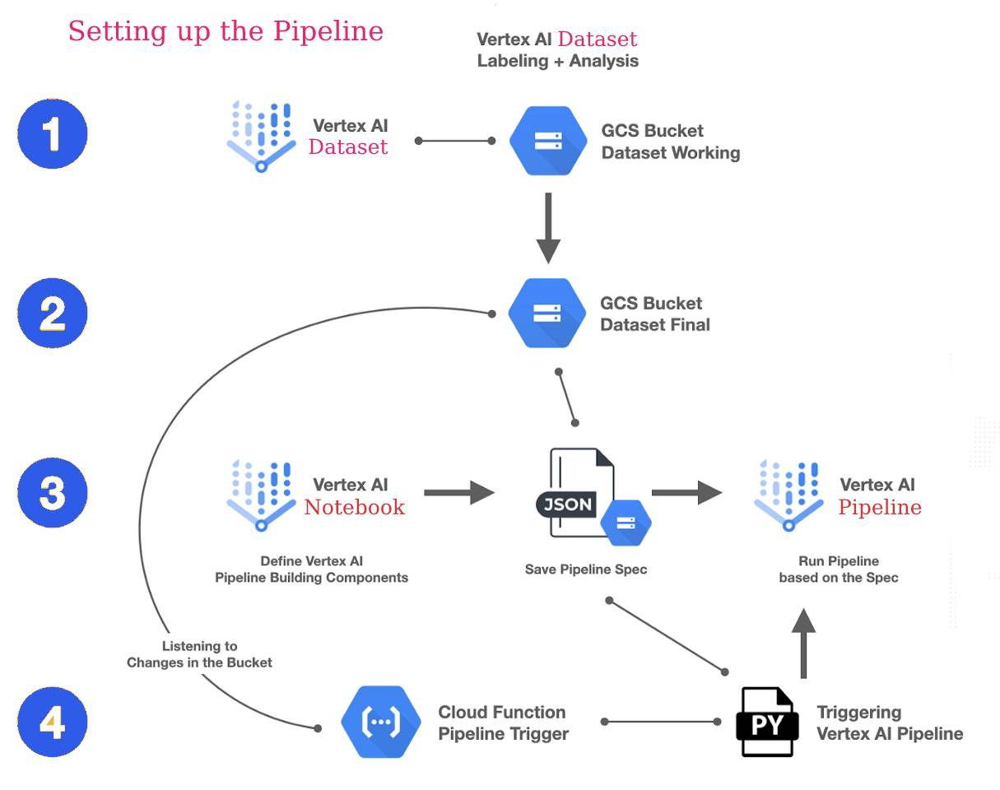 Setting up the Pipeline
Vertex AI Dataset
Labeling + Analysis
1
Vertex AI
Dataset
GCS Bucket
Dataset Working
2
GCS Bucket
Dataset Final
3
Vertex AI
Notebook
JSON
Vertex AI
Pipeline
Define Vertex AI
Pipeline Building Components
Save Pipeline Spec
Run Pipeline
based on the Spec
Listening to
Changes in the Bucket
4
Cloud Function
Pipeline Trigger
PY
Triggering
Vertex AI Pipeline